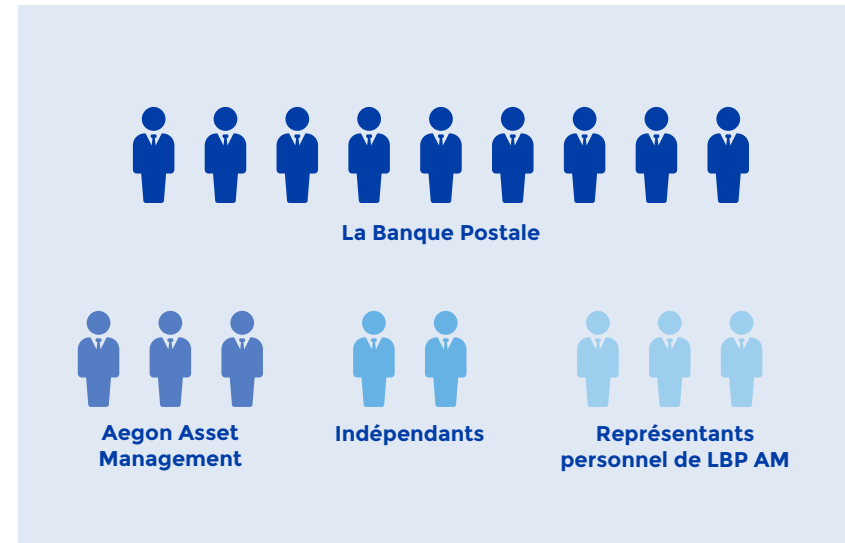 La Banque Postale
Aegon Asset
Management
Indépendants
Représentants
personnel de LBP AM